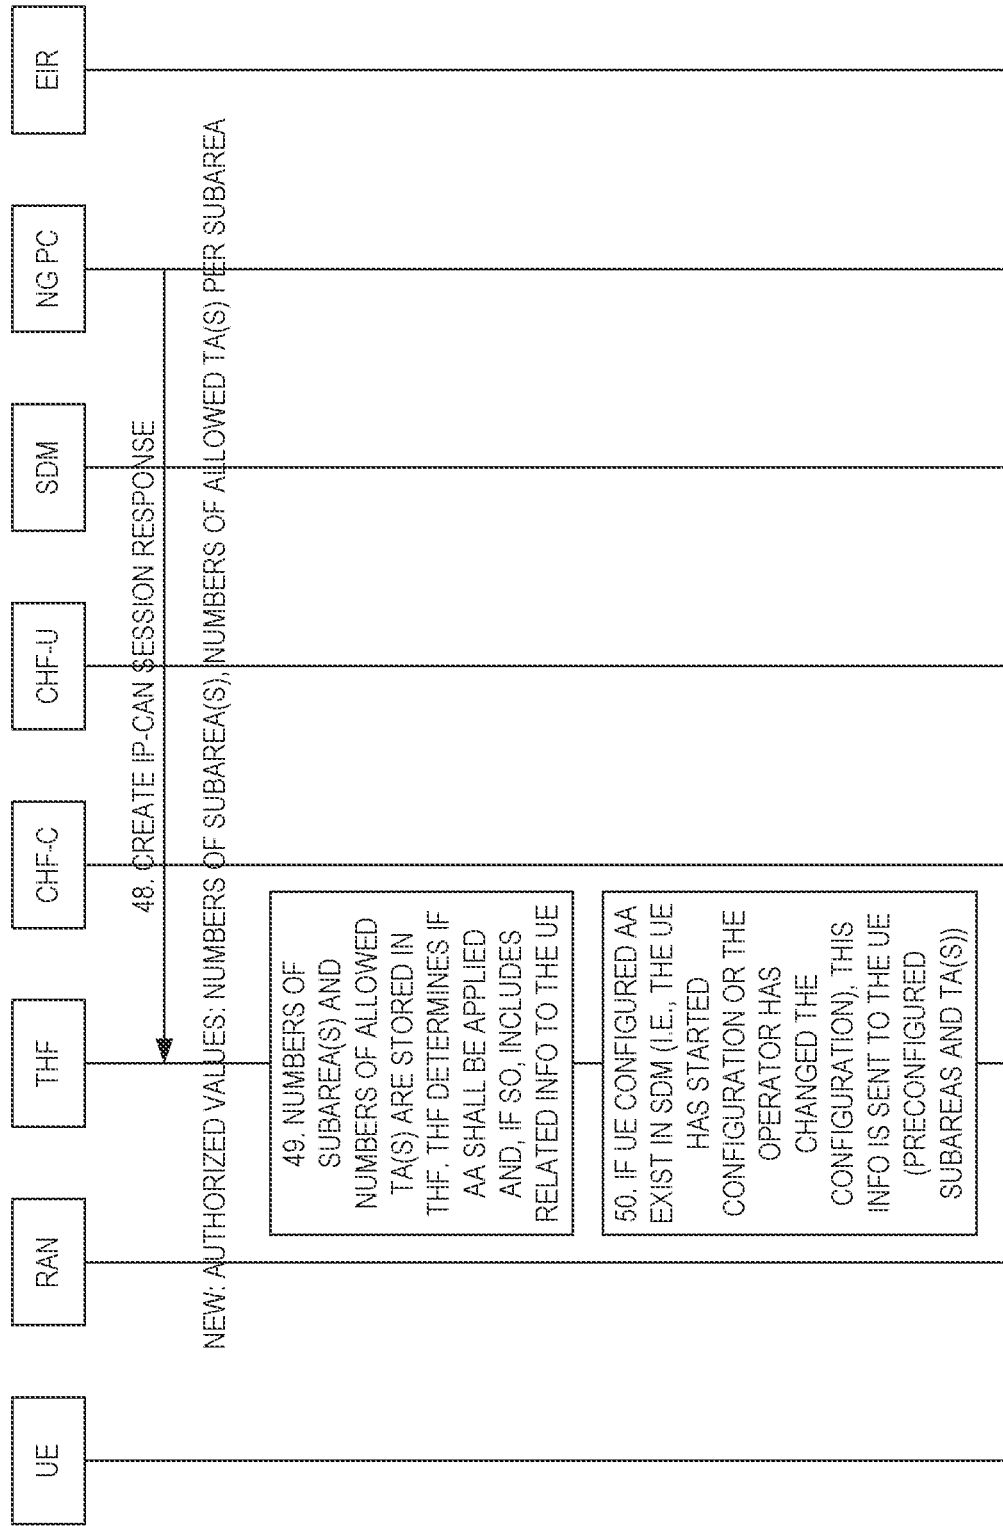 UE
RAN
THF
CHF-C
CHF-U
SDM
NG PC
EIR
48. CREATE IP-CAN SESSION RESPONSE
NEW: AUTHORIZED VALUES: NUMBERS OF SUBAREA(S), NUMBERS OF ALLOWED TA(S) PER SUBAREA
49. NUMBERS OF
SUBAREA(S) AND
NUMBERS OF ALLOWED
TA(S) ARE STORED IN
THF. THF DETERMINES IF
AA SHALL BE APPLIED
AND, IF SO, INCLUDES
RELATED INFO TO THE UE
50. IF UE CONFIGURED AA
EXIST IN SDM (I.E., THE UE
HAS STARTED
CONFIGURATION OR THE
OPERATOR HAS
CHANGED THE
CONFIGURATION), THIS
INFO IS SENT TO THE UE
(PRECONFIGURED
SUBAREAS AND TA(S))